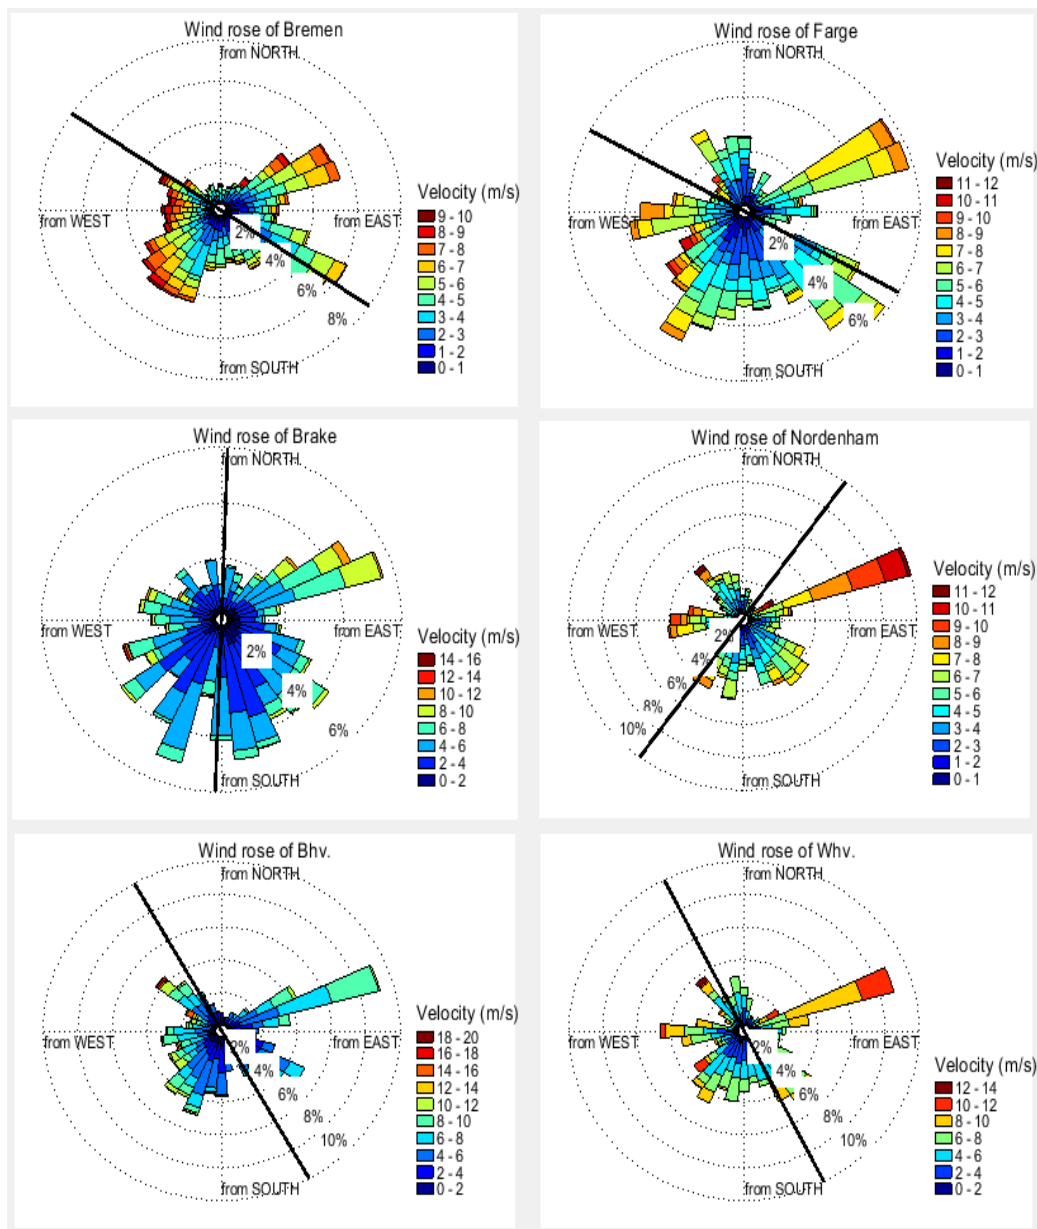 Wind rose of Bremen
from NORTH
from WEST
from EAST
from SOUTH
2%
4%
6%
8%
Velocity (m/s)
9 - 10
8 - 9
7 - 8
6 - 7
5 - 6
4 - 5
3 - 4
2 - 3
1 - 2
0 - 1
Wind rose of Farge
from NORTH
from WEST
from EAST
from SOUTH
2%
4%
6%
Velocity (m/s)
11 - 12
10 - 11
9 - 10
8 - 9
7 - 8
6 - 7
5 - 6
4 - 5
3 - 4
2 - 3
1 - 2
0 - 1
Wind rose of Brake
from NORTH
from WEST
from EAST
from SOUTH
2%
4%
6%
Velocity (m/s)
14 - 16
12 - 14
10 - 12
8 - 10
6 - 8
4 - 6
2 - 4
0 - 2
Wind rose of Nordenham
from NORTH
from WEST
from EAST
from SOUTH
2%
4%
6%
8%
10%
Velocity (m/s)
11 - 12
10 - 11
9 - 10
8 - 9
7 - 8
6 - 7
5 - 6
4 - 5
3 - 4
2 - 3
1 - 2
0 - 1
Wind rose of Bhv.
from NORTH
from WEST
from EAST
from SOUTH
2%
4%
6%
8%
10%
Velocity (m/s)
18 - 20
16 - 18
14 - 16
12 - 14
10 - 12
8 - 10
6 - 8
4 - 6
2 - 4
0 - 2
Wind rose of Whv.
from NORTH
from WEST
from EAST
from SOUTH
2%
4%
6%
8%
10%
Velocity (m/s)
12 - 14
10 - 12
8 - 10
6 - 8
4 - 6
2 - 4
0 - 2